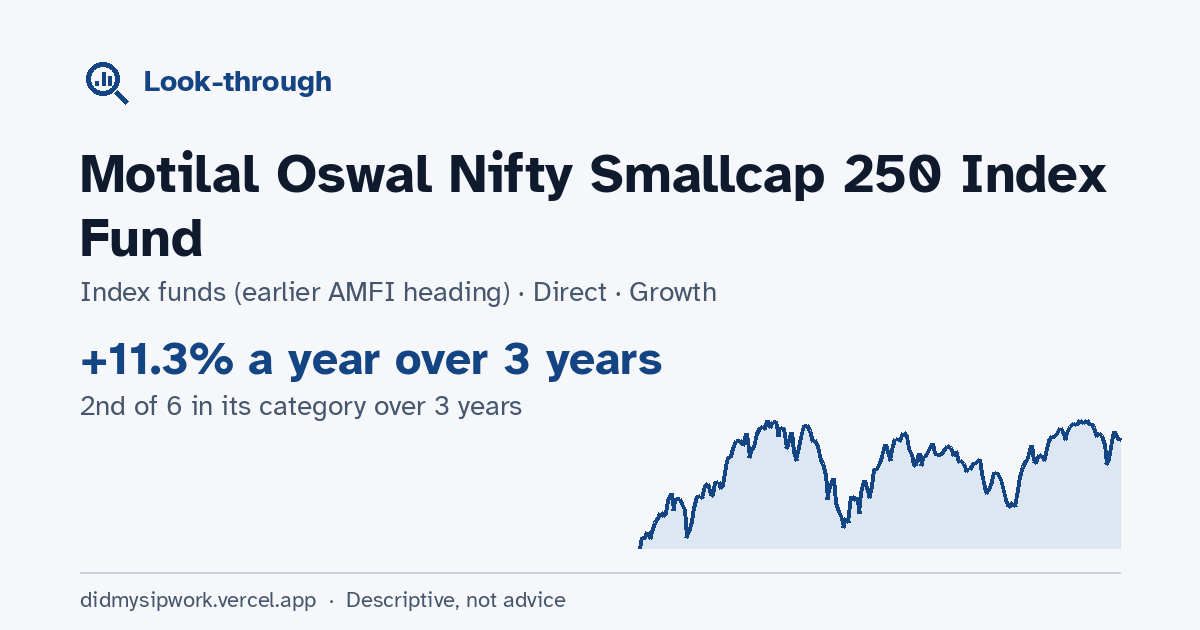 Look-through
Motilal Oswal Nifty Smallcap 250 Index
Fund
Index funds (earlier AMFI heading) · Direct · Growth
+11.3% a year over 3 years
2nd of 6 in its category over 3 years
didmysipwork.vercel.app · Descriptive, not advice